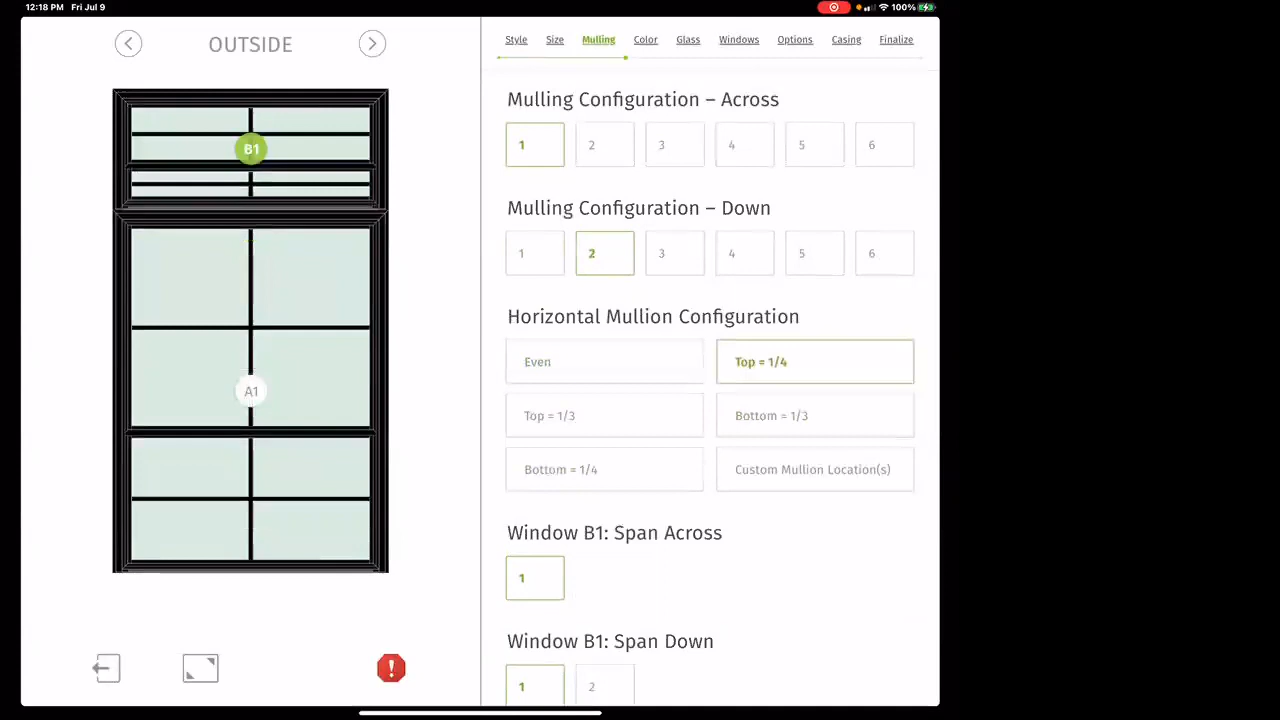 12:18 PM Fri Jul 9
100%
OUTSIDE
B1
A1
Style Size Mulling Color Glass Windows Options Casing Finalize
Mulling Configuration – Across
1 2 3 4 5 6
Mulling Configuration – Down
1 2 3 4 5 6
Horizontal Mullion Configuration
Even Top = 1/4
Top = 1/3 Bottom = 1/3
Bottom = 1/4 Custom Mullion Location(s)
Window B1: Span Across
1
Window B1: Span Down
1 2